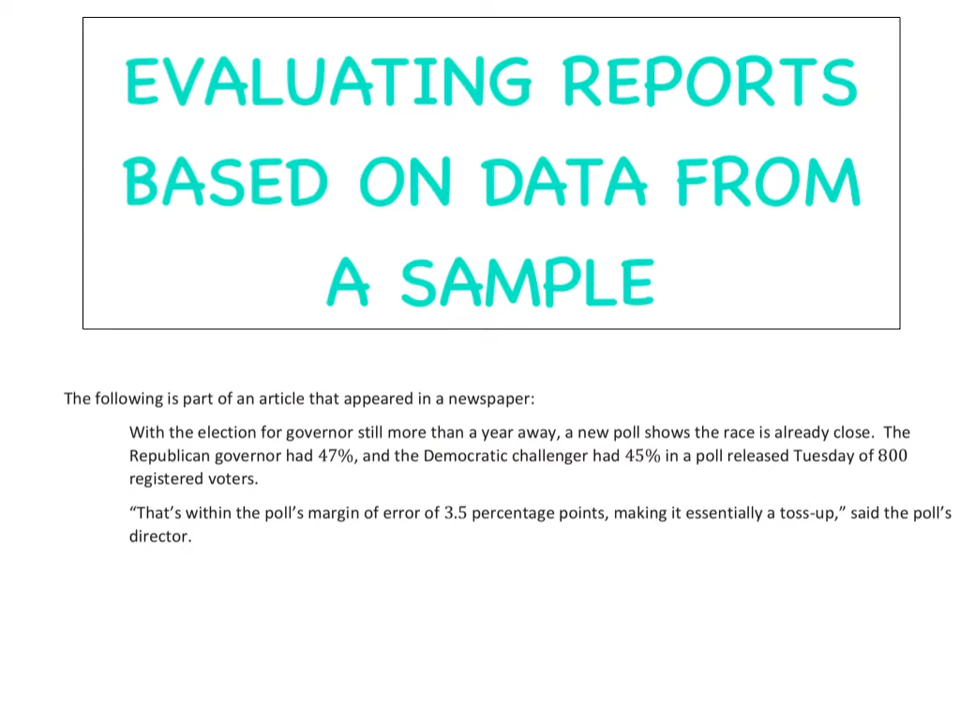 EVALUATING REPORTS
BASED ON DATA FROM
A SAMPLE
The following is part of an article that appeared in a newspaper:
With the election for governor still more than a year away, a new poll shows the race is already close.  The
Republican governor had 47%, and the Democratic challenger had 45% in a poll released Tuesday of 800
registered voters.
“That’s within the poll’s margin of error of 3.5 percentage points, making it essentially a toss-up,” said the poll’s
director.